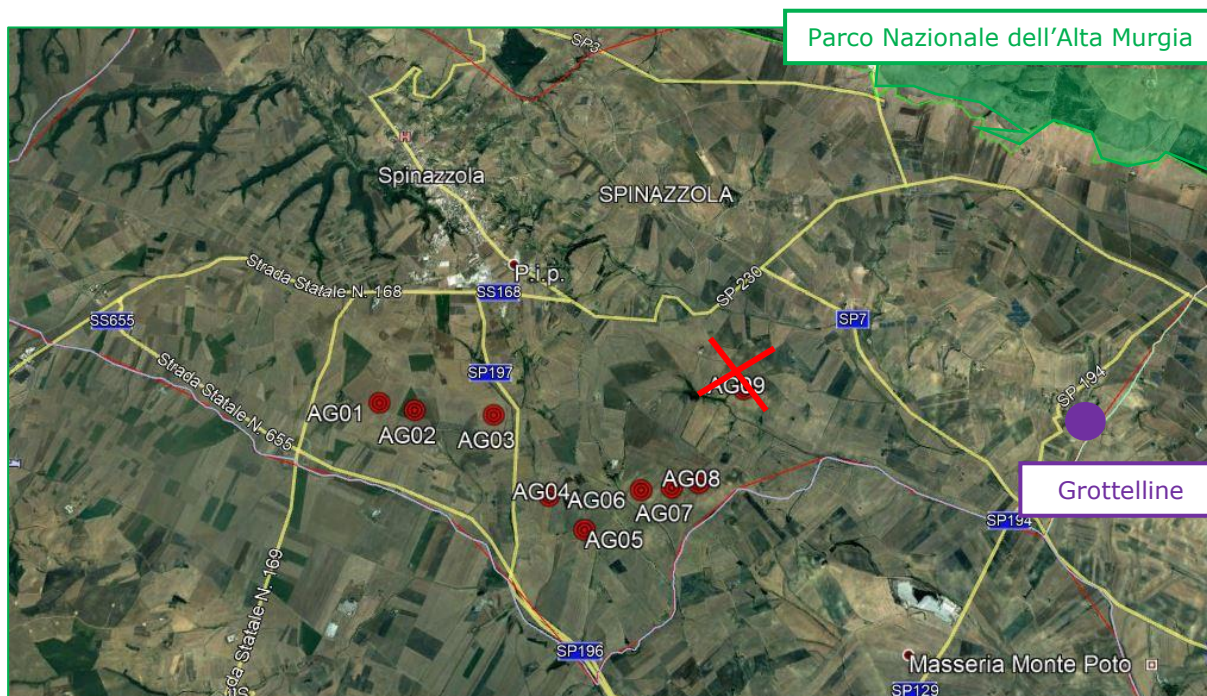 Parco Nazionale dell'Alta Murgia
SP3
H
Spinazzola
SPINAZZOLA
P.i.p.
Strada Statale N. 168
SS168
SP 230
SS655
SP7
Strada Statale N. 655
SP197
AG09
SP 194
AG01
AG02
AG03
Grottelline
AG04
AG06
AG08
AG07
SP194
AG05
Strada Statale N. 169
SP196
Masseria Monte Poto
SP129